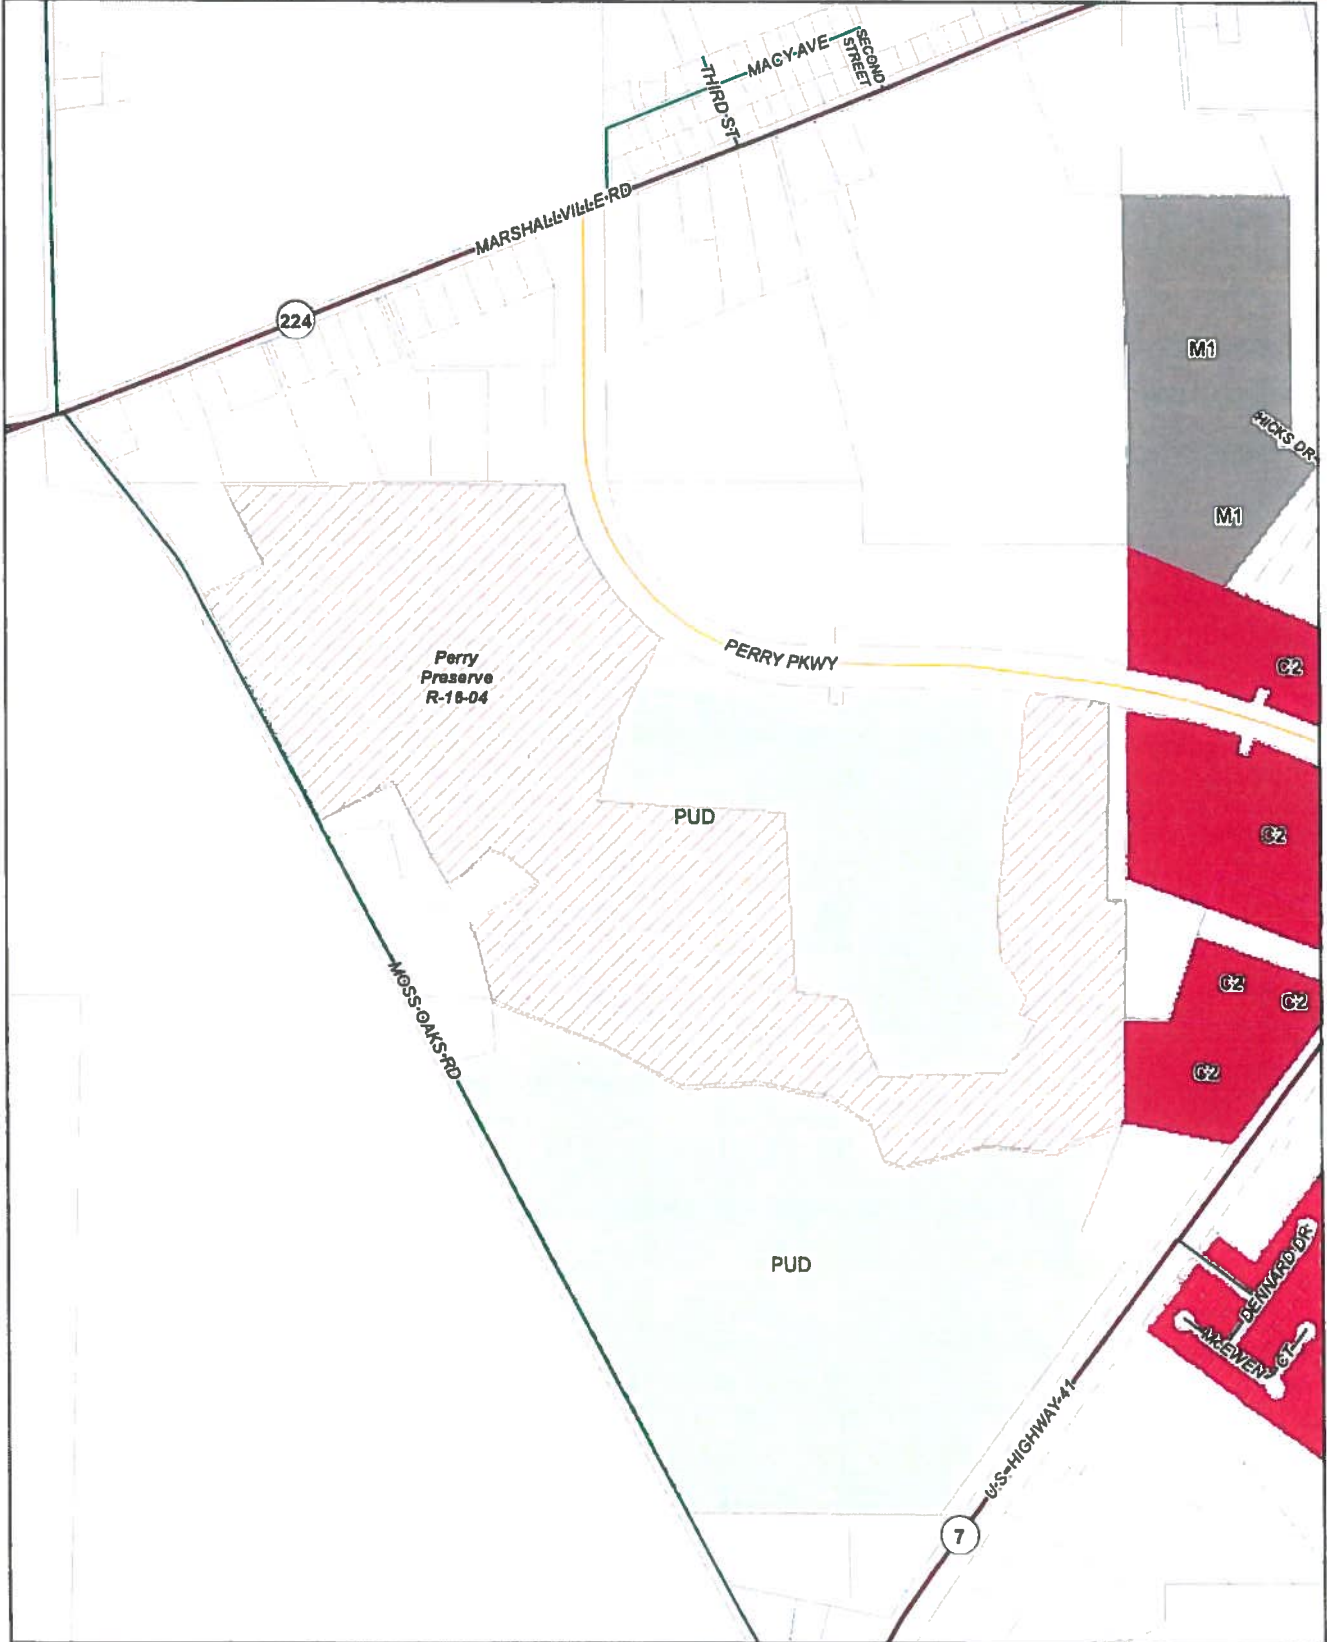 MACY AVE
SECOND
STREET
THIRD ST
MARSHALLVILLE RD
224
M1
HICKS DR
M1
PERRY PKWY
Perry
Preserve
R-16-04
C2
PUD
C2
MOSS OAKS RD
C2
C2
C2
PUD
DENNARD DR
McEWEN CT
U.S. HIGHWAY 41
7